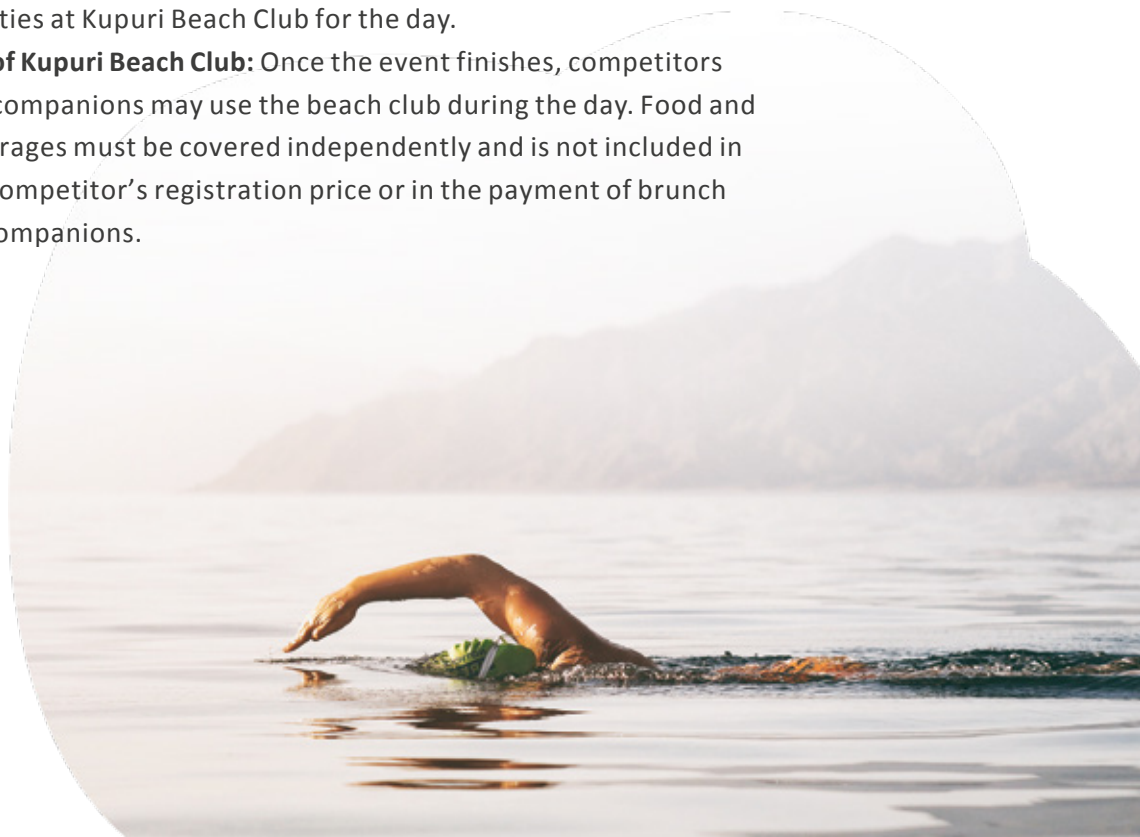 ties at Kupuri Beach Club for the day.
of Kupuri Beach Club: Once the event finishes, competitors
companions may use the beach club during the day. Food and
rages must be covered independently and is not included in
ompetitor’s registration price or in the payment of brunch
ompanions.